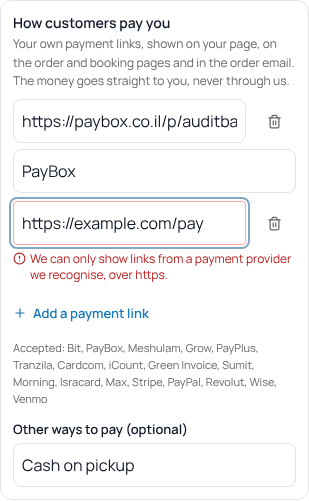 How customers pay you
Your own payment links, shown on your page, on
the order and booking pages and in the order email.
The money goes straight to you, never through us.
https://paybox.co.il/p/auditba
PayBox
https://example.com/pay
We can only show links from a payment provider
we recognise, over https.
+ Add a payment link
Accepted: Bit, PayBox, Meshulam, Grow, PayPlus,
Tranzila, Cardcom, iCount, Green Invoice, Sumit,
Morning, Isracard, Max, Stripe, PayPal, Revolut, Wise,
Venmo
Other ways to pay (optional)
Cash on pickup